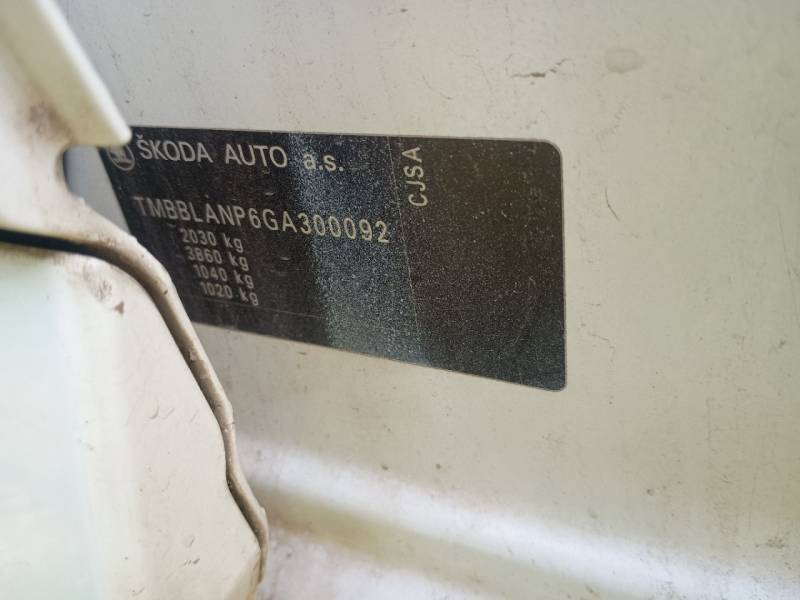 ŠKODA AUTO a.s.
CJSA
TMBBLANP6GA300092
2030 kg
3860 kg
1040 kg
1020 kg